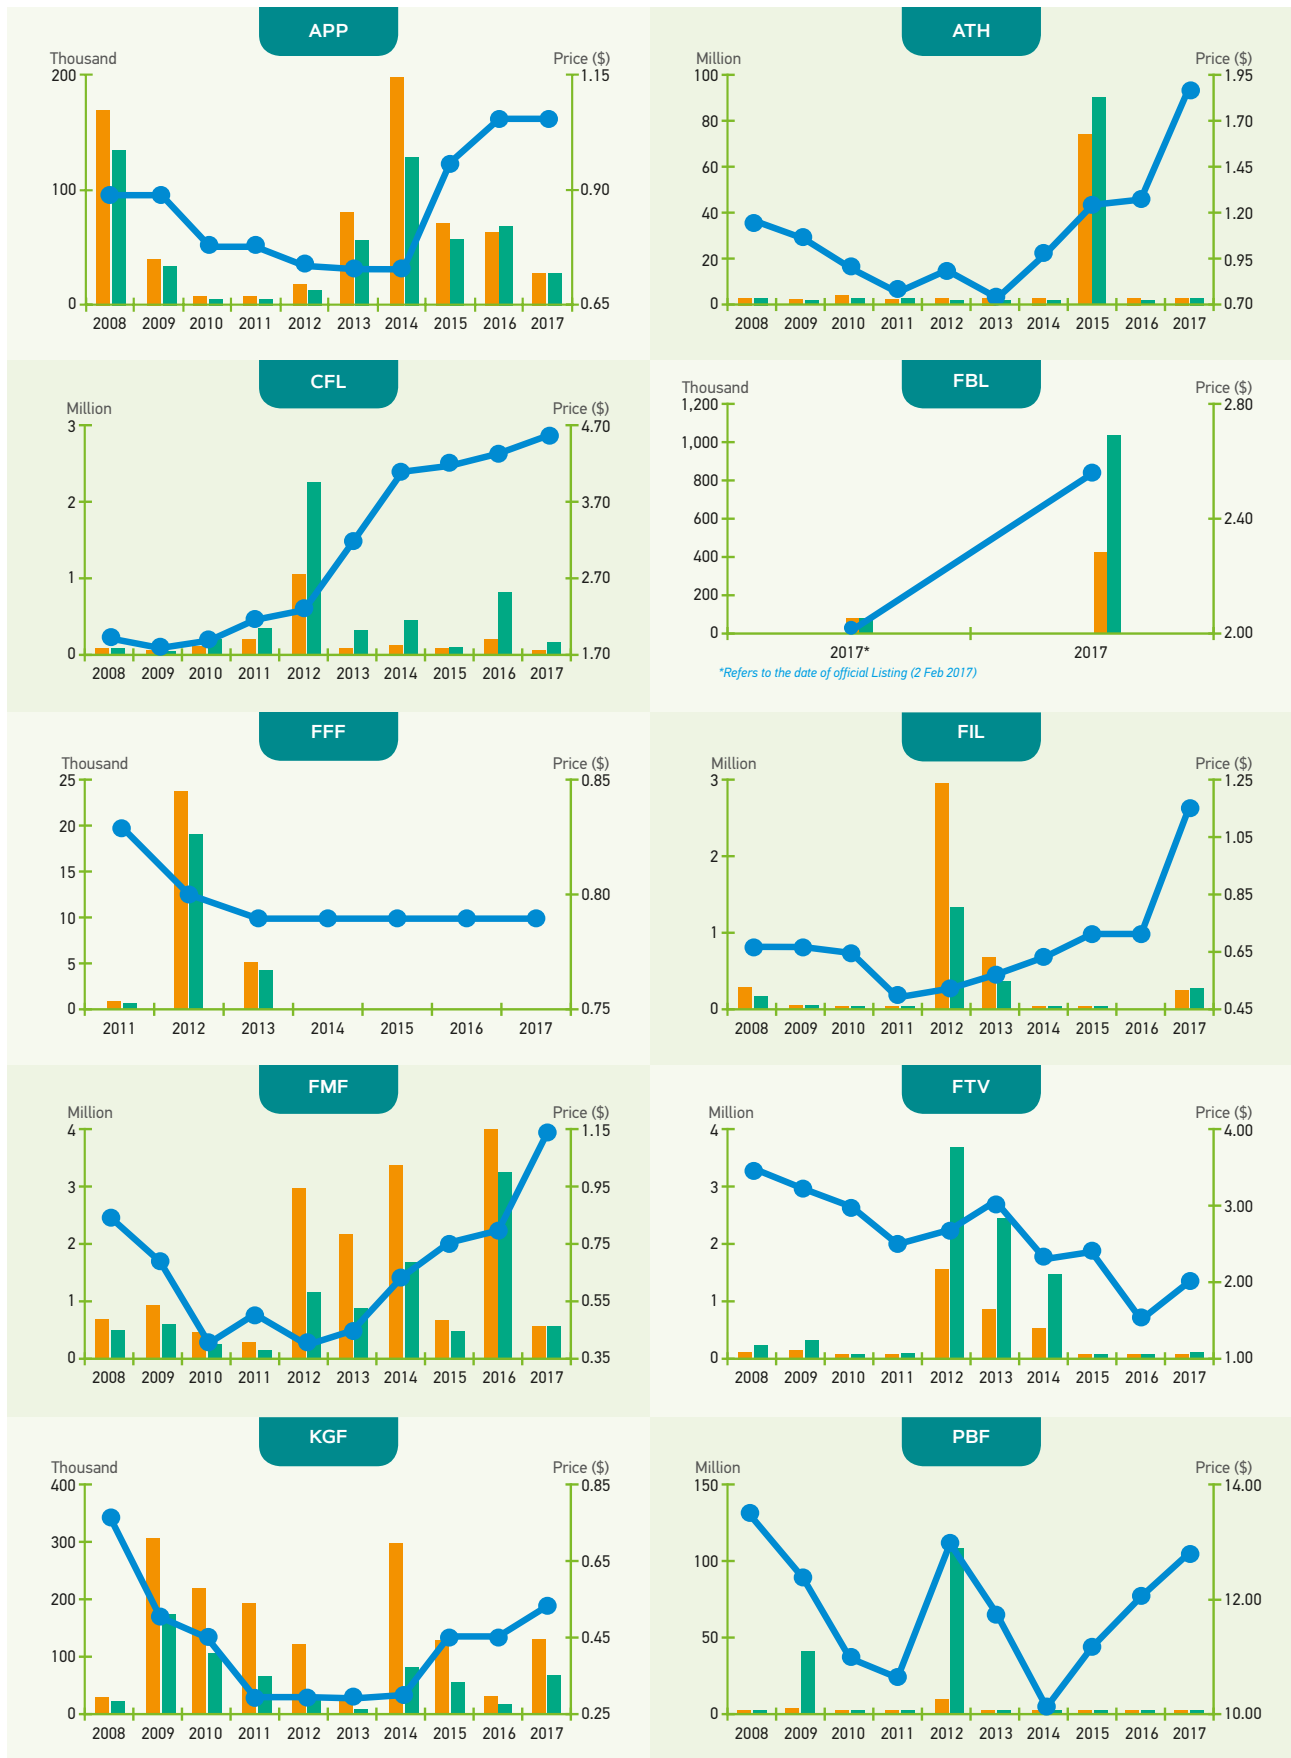 APP
Thousand Price ($)
200 1.15
100 0.90
0 0.65
2008 2009 2010 2011 2012 2013 2014 2015 2016 2017
ATH
Million Price ($)
100 1.95
80 1.70
60 1.45
40 1.20
20 0.95
0 0.70
2008 2009 2010 2011 2012 2013 2014 2015 2016 2017
CFL
Million Price ($)
3 4.70
2 3.70
1 2.70
0 1.70
2008 2009 2010 2011 2012 2013 2014 2015 2016 2017
FBL
Thousand Price ($)
1,200 2.80
1,000
800
600 2.40
400
200
0 2.00
2017* 2017
*Refers to the date of official Listing (2 Feb 2017)
FFF
Thousand Price ($)
25 0.85
20
15
10 0.80
5
0 0.75
2011 2012 2013 2014 2015 2016 2017
FIL
Million Price ($)
3 1.25
1.05
2
0.85
1
0.65
0 0.45
2008 2009 2010 2011 2012 2013 2014 2015 2016 2017
FMF
Million Price ($)
4 1.15
3 0.95
2 0.75
1 0.55
0 0.35
2008 2009 2010 2011 2012 2013 2014 2015 2016 2017
FTV
Million Price ($)
4 4.00
3
3.00
2
2.00
1
0 1.00
2008 2009 2010 2011 2012 2013 2014 2015 2016 2017
KGF
Thousand Price ($)
400 0.85
300
0.65
200
0.45
100
0 0.25
2008 2009 2010 2011 2012 2013 2014 2015 2016 2017
PBF
Million Price ($)
150 14.00
100
12.00
50
0 10.00
2008 2009 2010 2011 2012 2013 2014 2015 2016 2017